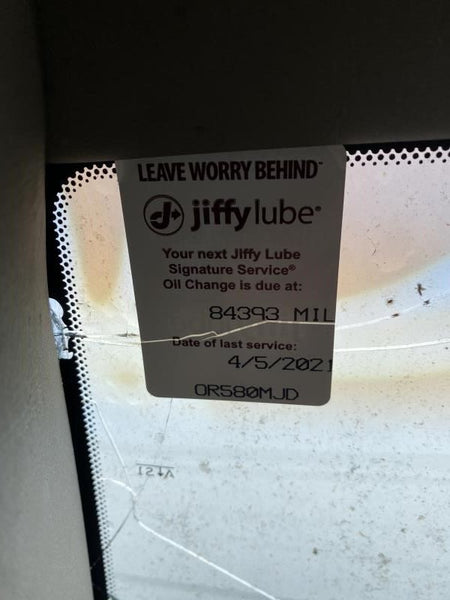 LEAVE WORRY BEHIND™
jiffy lube®
Your next Jiffy Lube
Signature Service®
Oil Change is due at:
84393 MIL
Date of last service:
4/5/2021
OR580MJD